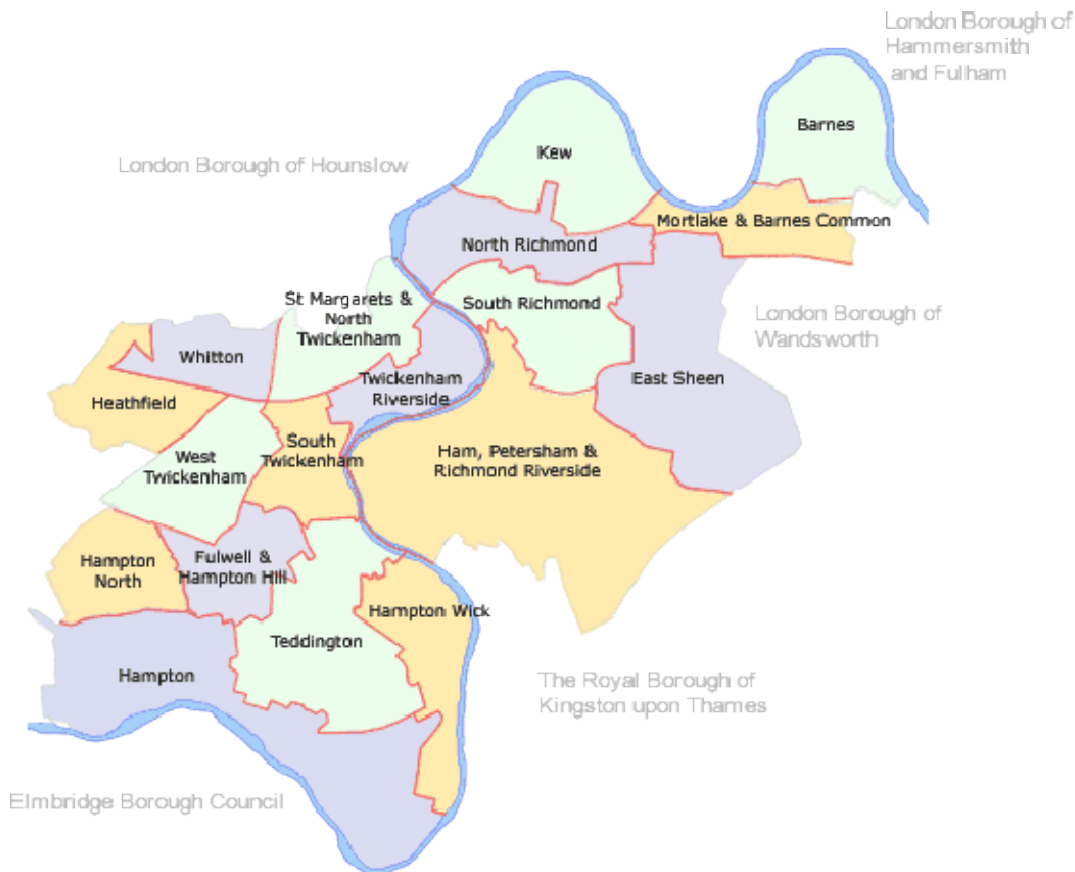 London Borough of
Hammersmith
and Fulham
Barnes
Kew
London Borough of Hounslow
Mortlake & Barnes Common
North Richmond
St Margarets &
North
Twickenham
South Richmond
London Borough of
Wandsworth
Whitton
Twickenham
Riverside
East Sheen
Heathfield
South
Twickenham
Ham, Petersham &
Richmond Riverside
West
Twickenham
Hampton
North
Fulwell &
Hampton Hill
Hampton Wick
Teddington
Hampton
The Royal Borough of
Kingston upon Thames
Elmbridge Borough Council